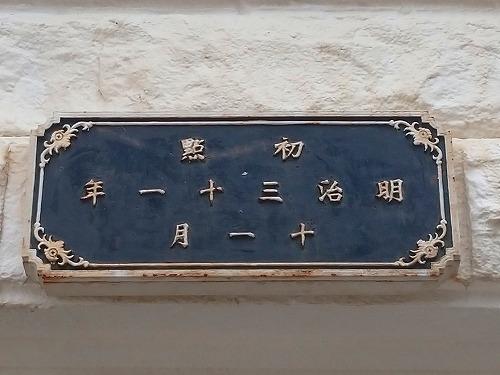 初點
明治三十一年
十一月